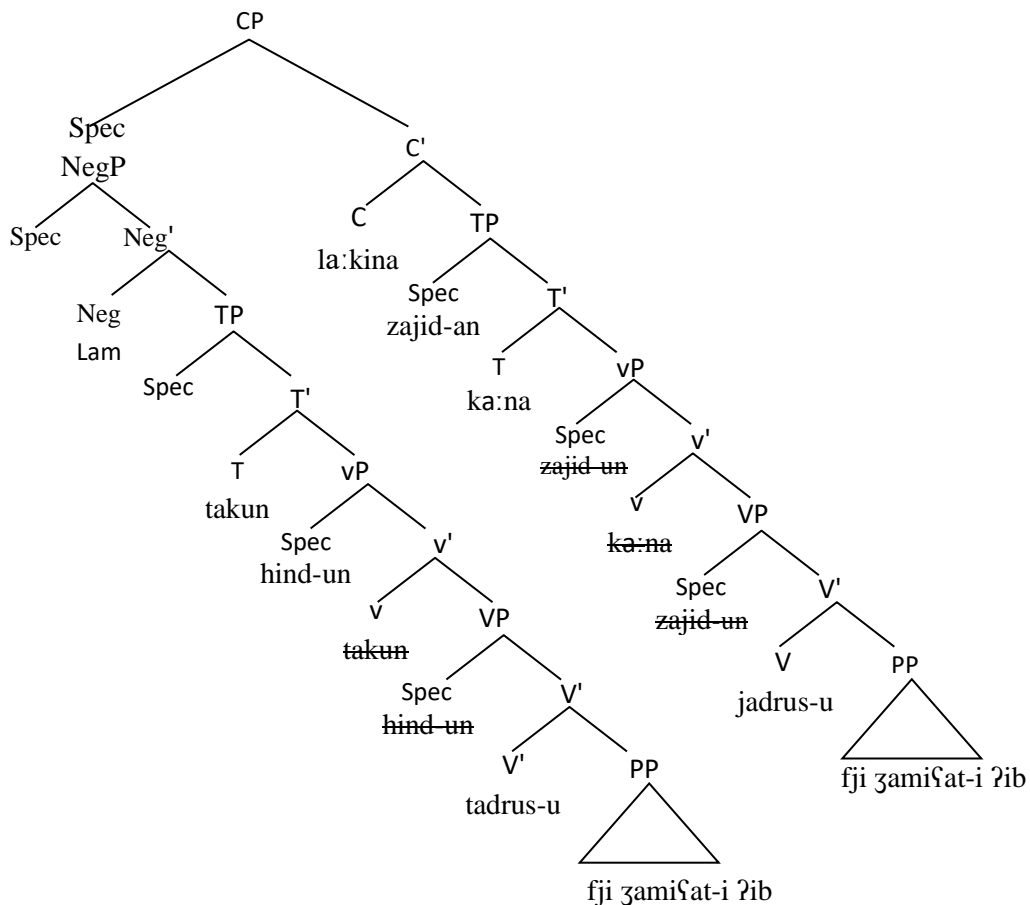 CP
Spec
C'
NegP
C
TP
Spec
Neg'
la:kina
Spec
T'
zajid-an
Neg
TP
Lam
T
vP
ka:na
Spec
T'
Spec
v'
zajid-un
T
vP
takun
v
VP
ka:na
Spec
v'
hind-un
Spec
V'
zajid-un
v
VP
takun
V
PP
jadrus-u
Spec
V'
hind-un
V'
PP
tadrus-u
fji ʒamiʕat-i ʔib
fji ʒamiʕat-i ʔib